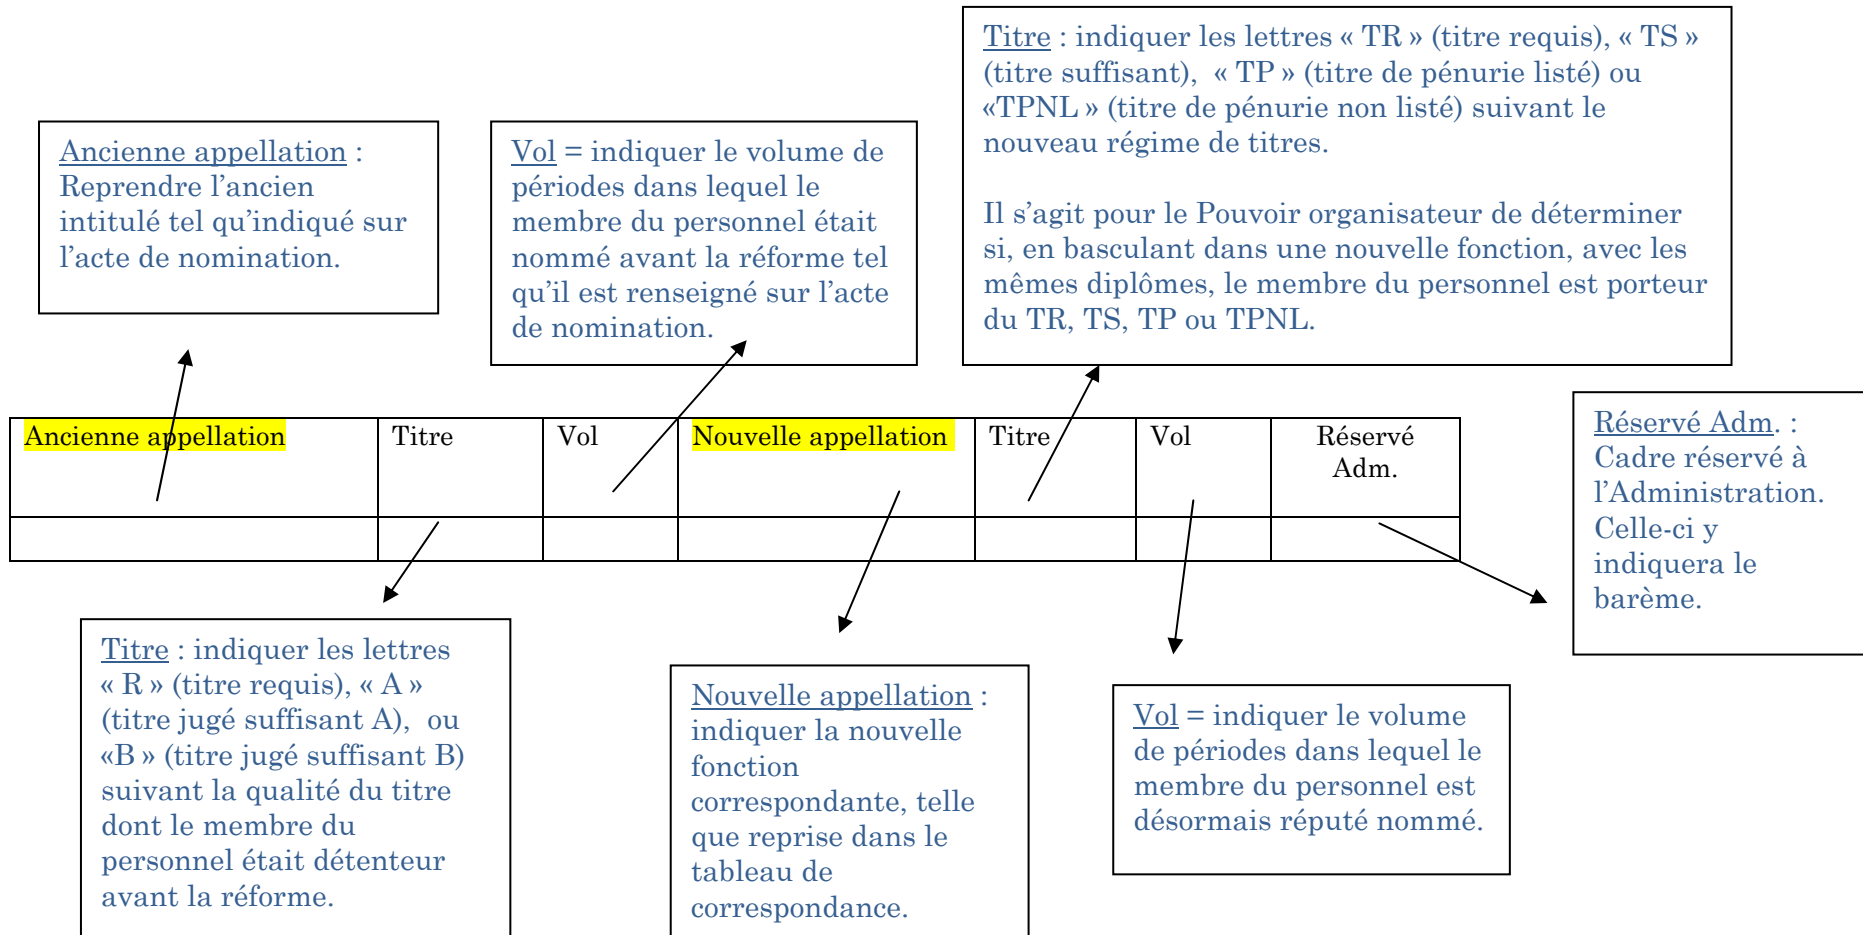 Titre : indiquer les lettres « TR » (titre requis), « TS »
(titre suffisant), « TP » (titre de pénurie listé) ou
«TPNL » (titre de pénurie non listé) suivant le
nouveau régime de titres.
Il s’agit pour le Pouvoir organisateur de déterminer
si, en basculant dans une nouvelle fonction, avec les
mêmes diplômes, le membre du personnel est porteur
du TR, TS, TP ou TPNL.
Ancienne appellation :
Reprendre l’ancien
intitulé tel qu’indiqué sur
l’acte de nomination.
Vol = indiquer le volume de
périodes dans lequel le
membre du personnel était
nommé avant la réforme tel
qu’il est renseigné sur l’acte
de nomination.
Ancienne appellation
Titre
Vol
Nouvelle appellation
Titre
Vol
Réservé
Adm.
Réservé Adm. :
Cadre réservé à
l’Administration.
Celle-ci y
indiquera le
barème.
Titre : indiquer les lettres
« R » (titre requis), « A »
(titre jugé suffisant A), ou
«B » (titre jugé suffisant B)
suivant la qualité du titre
dont le membre du
personnel était détenteur
avant la réforme.
Nouvelle appellation :
indiquer la nouvelle
fonction
correspondante, telle
que reprise dans le
tableau de
correspondance.
Vol = indiquer le volume
de périodes dans lequel le
membre du personnel est
désormais réputé nommé.